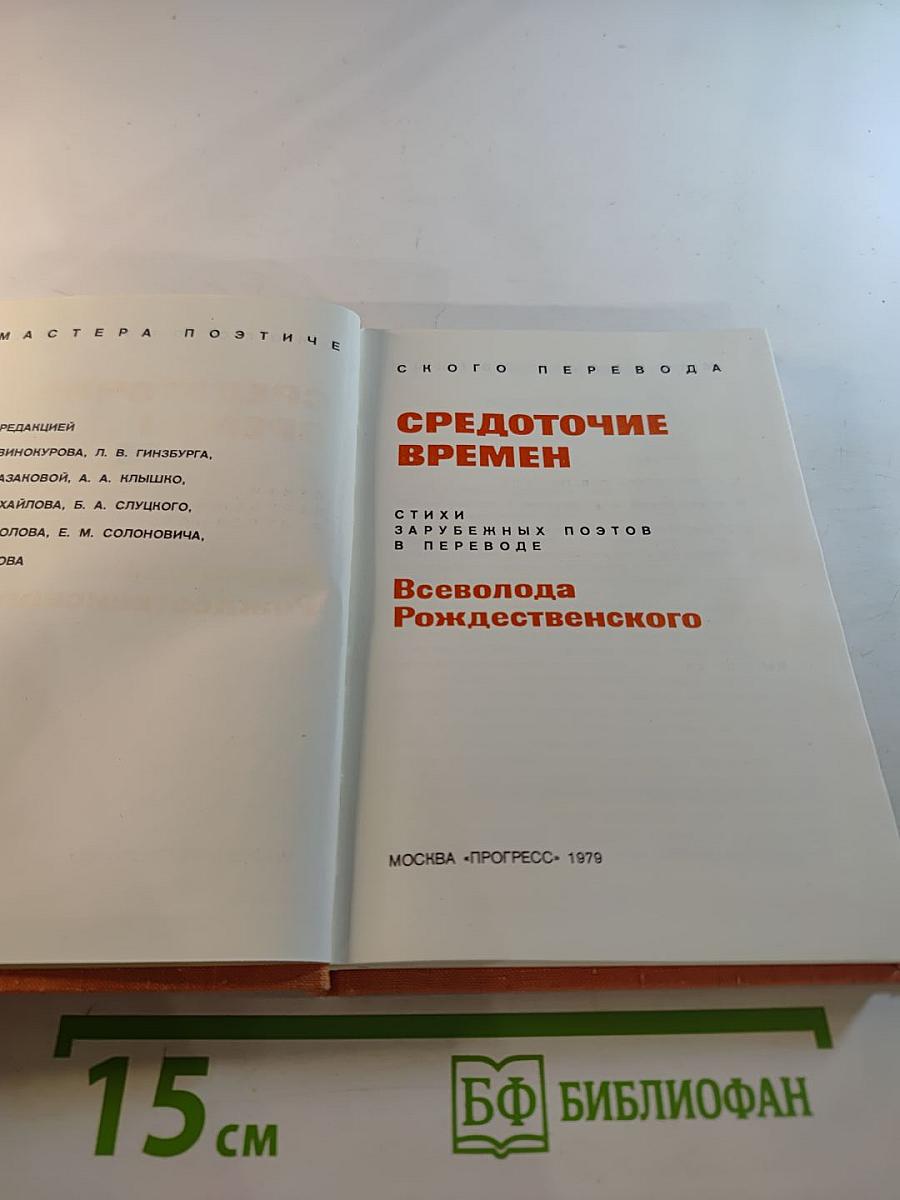 МАСТЕРА ПОЭТИЧЕ
РЕДАКЦИЕЙ
ВИНОКУРОВА, Л. В. ГИНЗБУРГА,
АЗАКОВОЙ, А. А. КЛЫШКО,
ХАЙЛОВА, Б. А. СЛУЦКОГО,
ОЛОВА, Е. М. СОЛОНОВИЧА,
ОВА
СКОГО ПЕРЕВОДА
СРЕДОТОЧИЕ
ВРЕМЕН
СТИХИ
ЗАРУБЕЖНЫХ ПОЭТОВ
В ПЕРЕВОДЕ
Всеволода
Рождественского
МОСКВА «ПРОГРЕСС» 1979
15 см
БФ БИБЛИОФАН